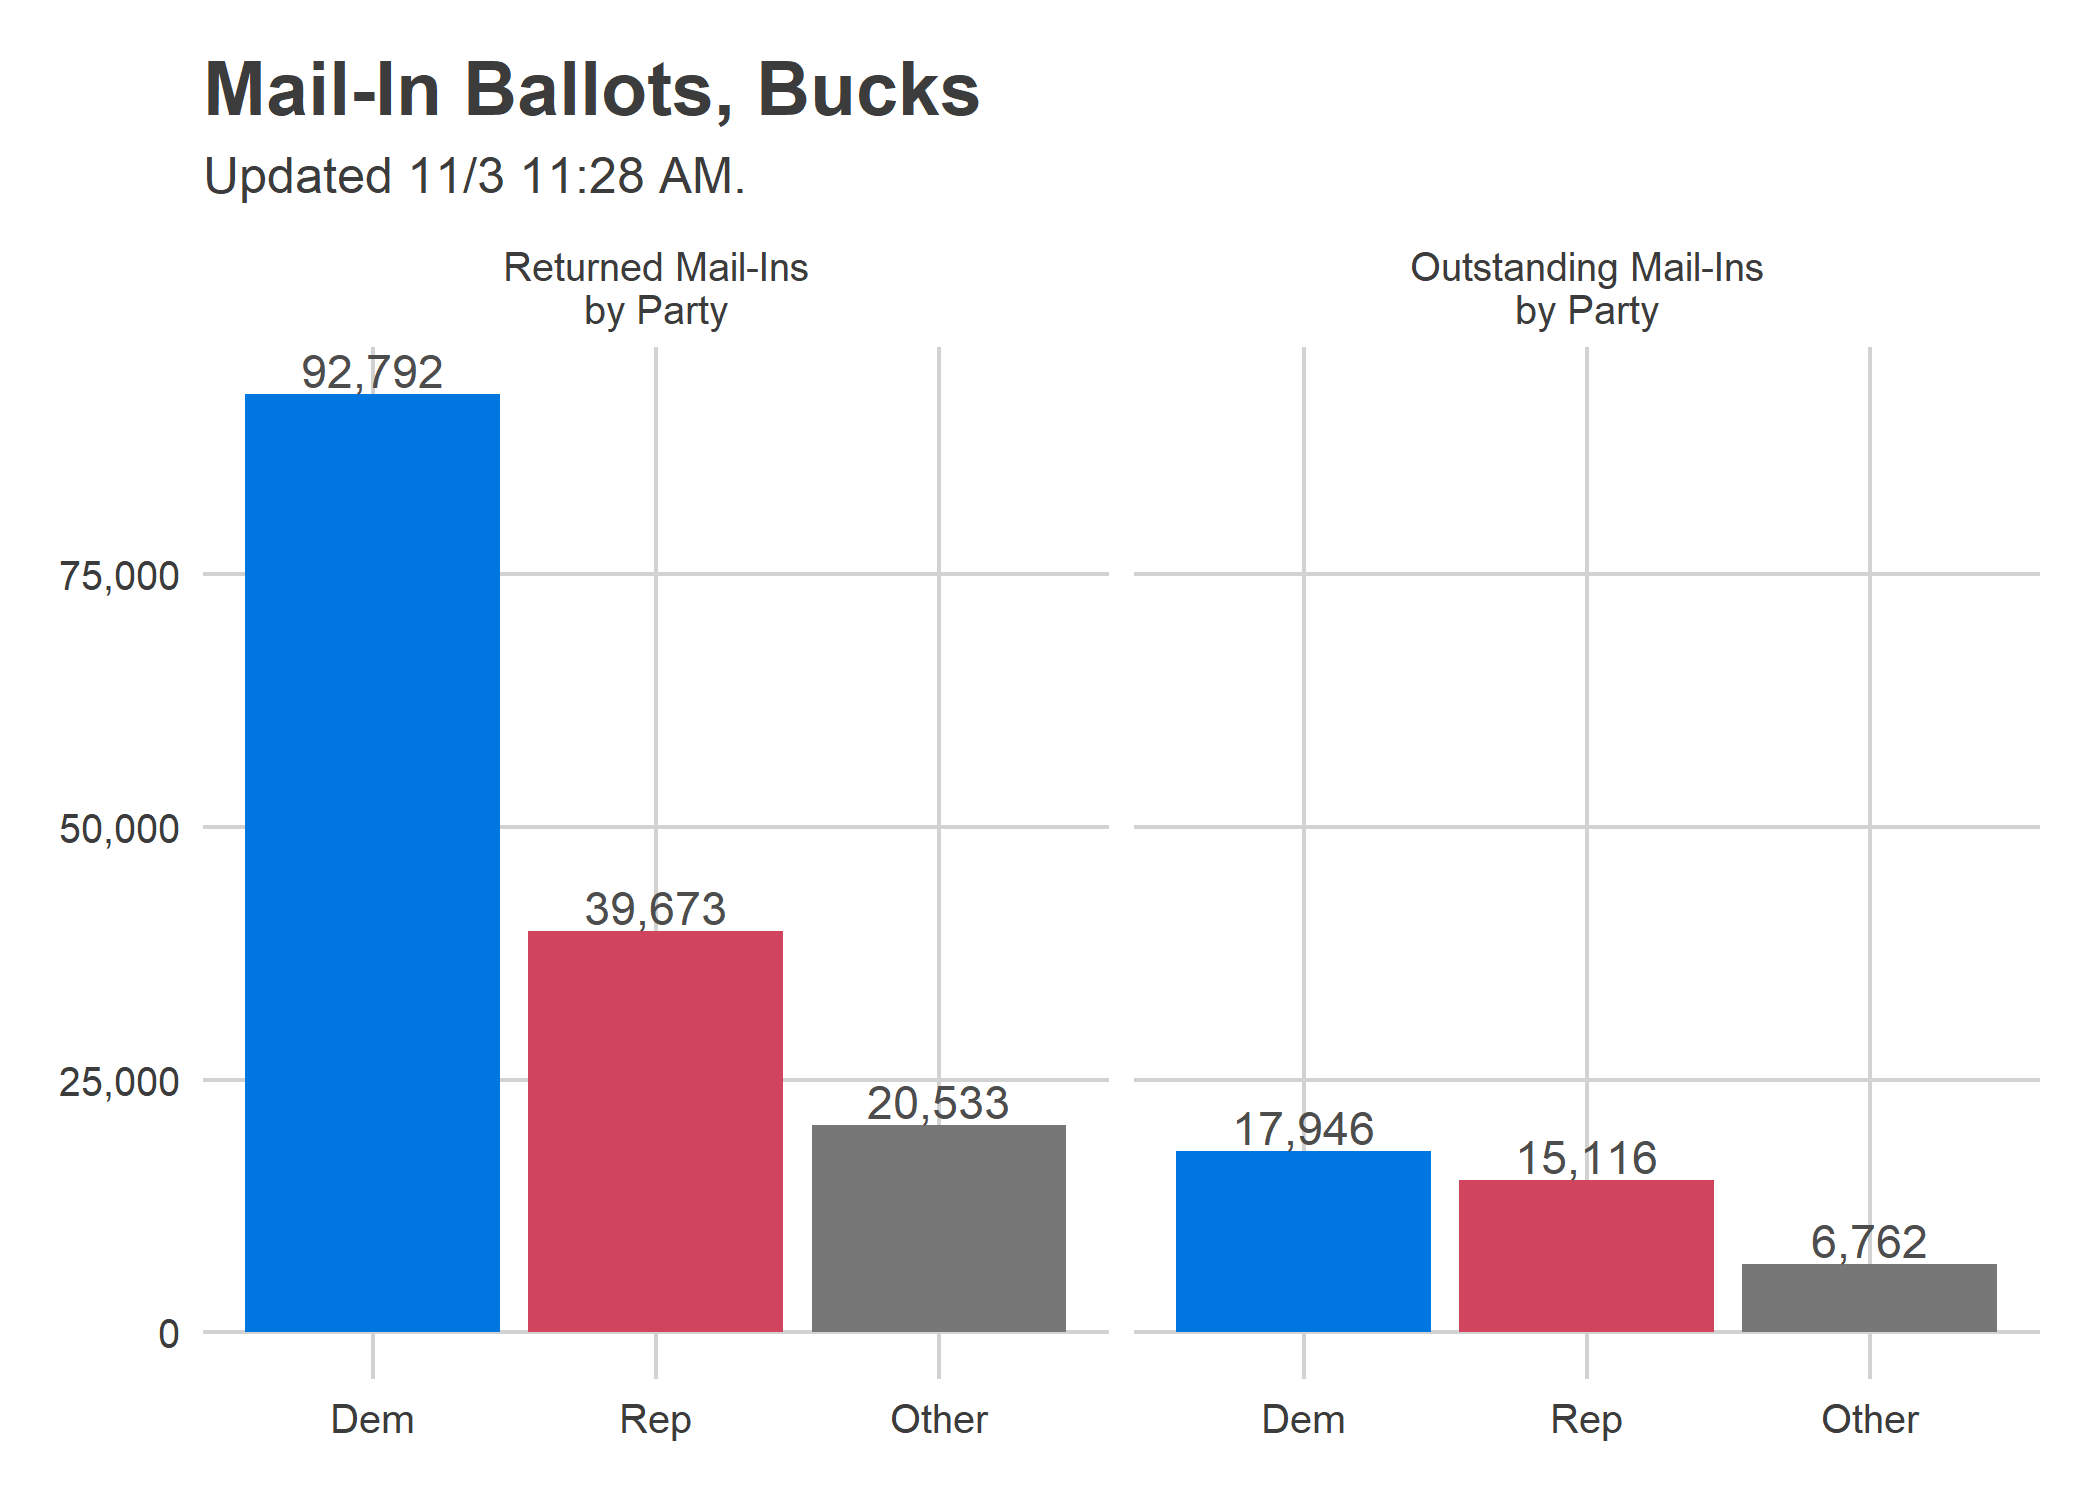 Mail-In Ballots, Bucks
Updated 11/3 11:28 AM.
Returned Mail-Ins
by Party
Outstanding Mail-Ins
by Party
92,792
39,673
20,533
17,946
15,116
6,762
75,000
50,000
25,000
0
Dem
Rep
Other
Dem
Rep
Other